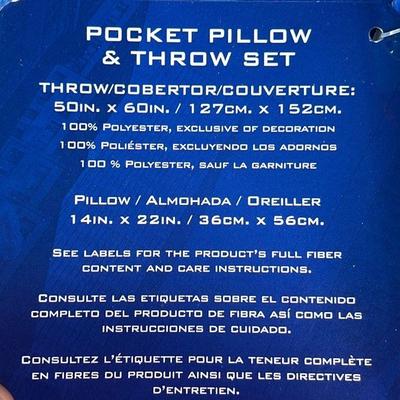 POCKET PILLOW
& THROW SET
THROW/COBERTOR/COUVERTURE:
50IN. X 60IN. / 127CM. X 152CM.
100% POLYESTER, EXCLUSIVE OF DECORATION
100% POLIÉSTER, EXCLUYENDO LOS ADORNOS
100 % POLYESTER, SAUF LA GARNITURE
PILLOW / ALMOHADA / OREILLER
14IN. X 22IN. / 36CM. X 56CM.
SEE LABELS FOR THE PRODUCT'S FULL FIBER
CONTENT AND CARE INSTRUCTIONS.
CONSULTE LAS ETIQUETAS SOBRE EL CONTENIDO
COMPLETO DEL PRODUCTO DE FIBRA ASÍ COMO LAS
INSTRUCCIONES DE CUIDADO.
CONSULTEZ L'ÉTIQUETTE POUR LA TENEUR COMPLÈTE
EN FIBRES DU PRODUIT AINSI QUE LES DIRECTIVES
D'ENTRETIEN.